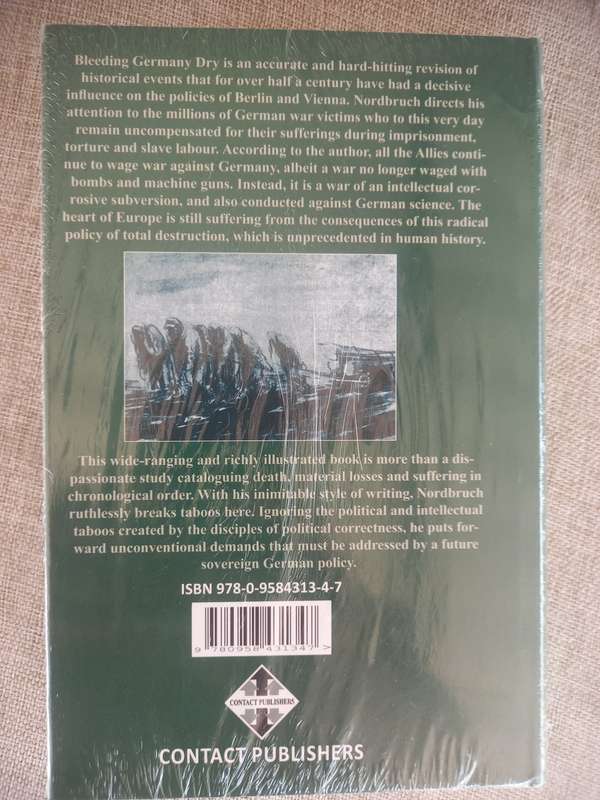 Bleeding Germany Dry is an accurate and hard-hitting revision of
historical events that for over half a century have had a decisive
influence on the policies of Berlin and Vienna. Nordbruch directs his
attention to the millions of German war victims who to this very day
remain uncompensated for their sufferings during imprisonment,
torture and slave labour. According to the author, all the Allies conti-
nue to wage war against Germany, albeit a war no longer waged with
bombs and machine guns. Instead, it is a war of an intellectual cor-
rosive subversion, and also conducted against German science. The
heart of Europe is still suffering from the consequences of this radical
policy of total destruction, which is unprecedented in human history.
This wide-ranging and richly illustrated book is more than a dis-
passionate study cataloguing death, material losses and suffering in
chronological order. With his inimitable style of writing, Nordbruch
ruthlessly breaks taboos here. Ignoring the political and intellectual
taboos created by the disciples of political correctness, he puts for-
ward unconventional demands that must be addressed by a future
sovereign German policy.
ISBN 978-0-9584313-4-7
9 780958 431347 >
CONTACT PUBLISHERS
CONTACT PUBLISHERS